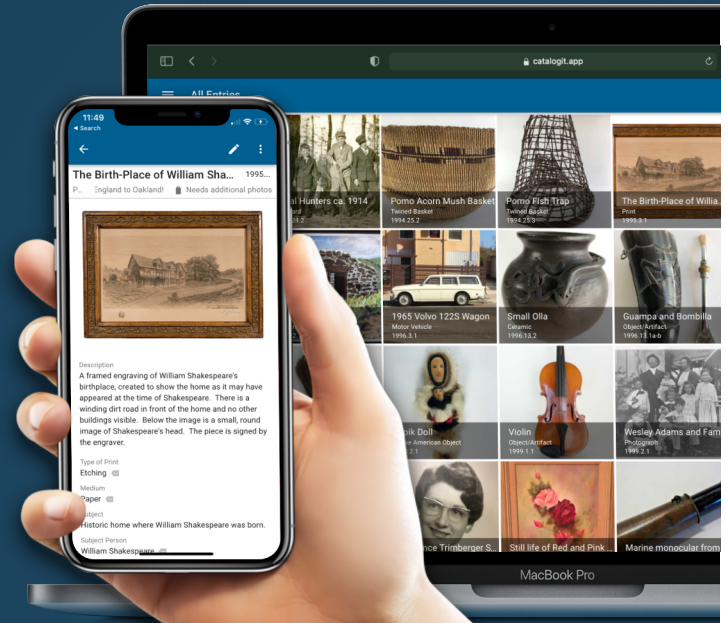 catalogit.app
All Entries
11:49
Search
The Birth-Place of William Sha...
1995...
P...
England to Oakland!
Needs additional photos
Description
A framed engraving of William Shakespeare's
birthplace, created to show the home as it may have
appeared at the time of Shakespeare. There is a
winding dirt road in front of the home and no other
buildings visible. Below the image is a small, round
image of Shakespeare's head. The piece is signed by
the engraver.
Type of Print
Etching
Medium
Paper
Subject
Historic home where William Shakespeare was born.
Subject Person
William Shakespeare
Hunters ca. 1914
Pomo Acorn Mush Basket
Twined Basket
1994.25.2
Pomo Fish Trap
Twined Basket
1994.25.3
The Birth-Place of Willia
Print
1995.3.1
1965 Volvo 122S Wagon
Motor Vehicle
1996.3.1
Small Olla
Ceramic
1996.13.2
Guampa and Bombilla
Object/Artifact
1996.13.1a-b
Doll
American Object
2.1
Violin
Object/Artifact
1999.1.1
Wesley Adams and Fam
Photograph
1999.2.1
Trimberger S...
Still life of Red and Pink ...
Marine monocular from
MacBook Pro